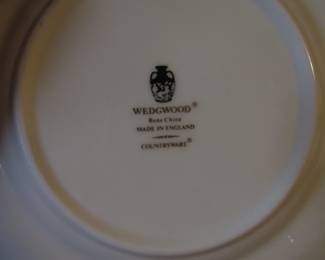 WEDGWOOD®
Bone China
MADE IN ENGLAND
COUNTRYWARE®